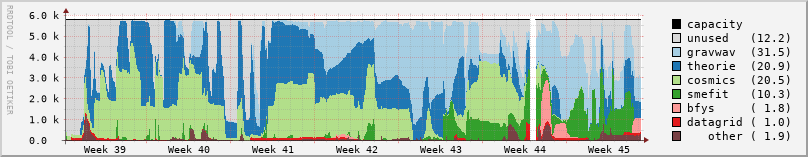 6.0 k
5.0 k
4.0 k
3.0 k
2.0 k
1.0 k
0.0
Week 39 Week 40 Week 41 Week 42 Week 43 Week 44 Week 45
capacity
unused (12.2)
gravwav (31.5)
theorie (20.9)
cosmics (20.5)
smefit (10.3)
bfys ( 1.8)
datagrid ( 1.0)
other ( 1.9)
RRDTOOL / TOBI OETIKER